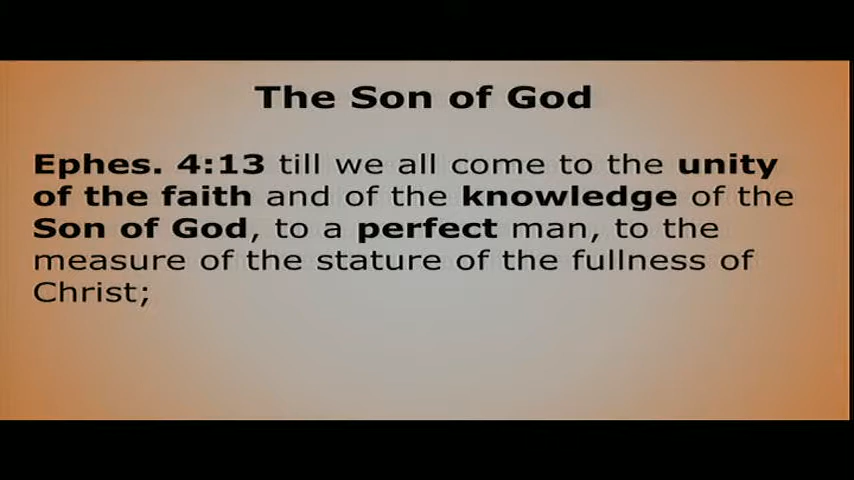 The Son of God
Ephes. 4:13 till we all come to the unity
of the faith and of the knowledge of the
Son of God, to a perfect man, to the
measure of the stature of the fullness of
Christ;